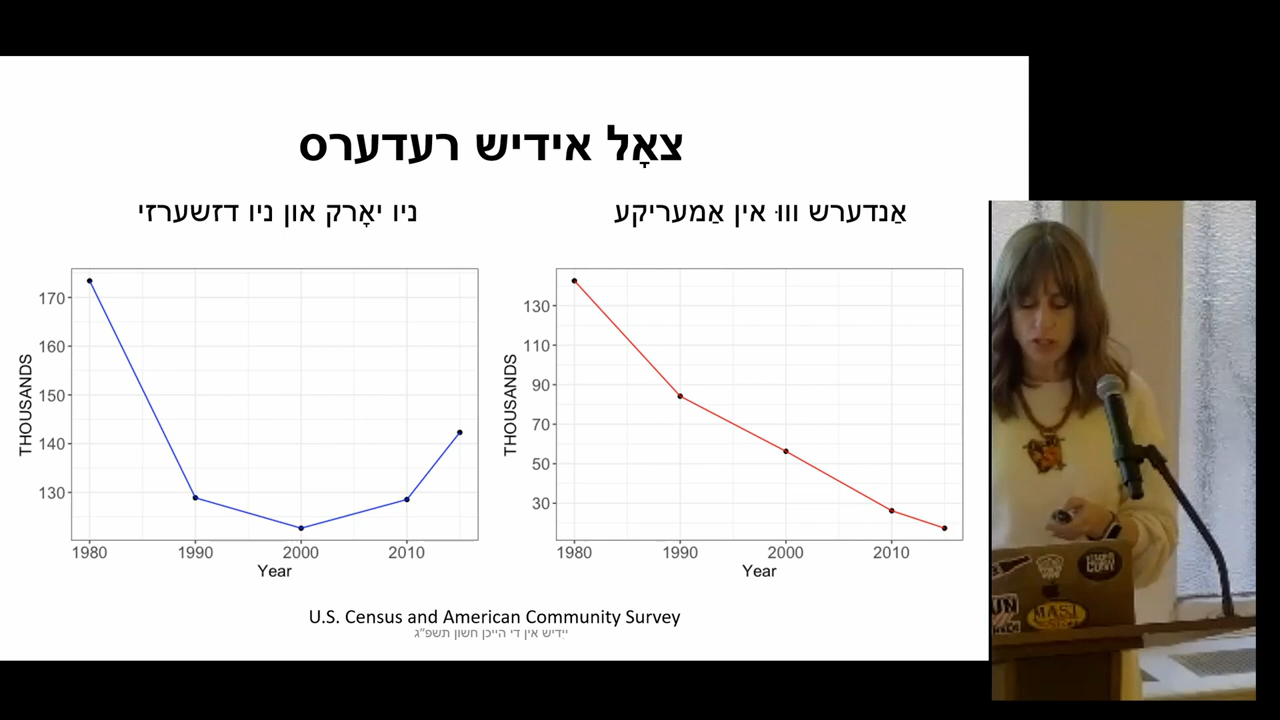 צאָל אידיש רעדערס
ניו יאָרק און ניו דזשערזי
אַנדערש וווּ אין אַמעריקע
THOUSANDS
170
160
150
140
130
1980
1990
2000
2010
Year
THOUSANDS
130
110
90
70
50
30
1980
1990
2000
2010
Year
U.S. Census and American Community Survey
ייִדיש אין די הייכן חשון תשפ״ג
MASJ